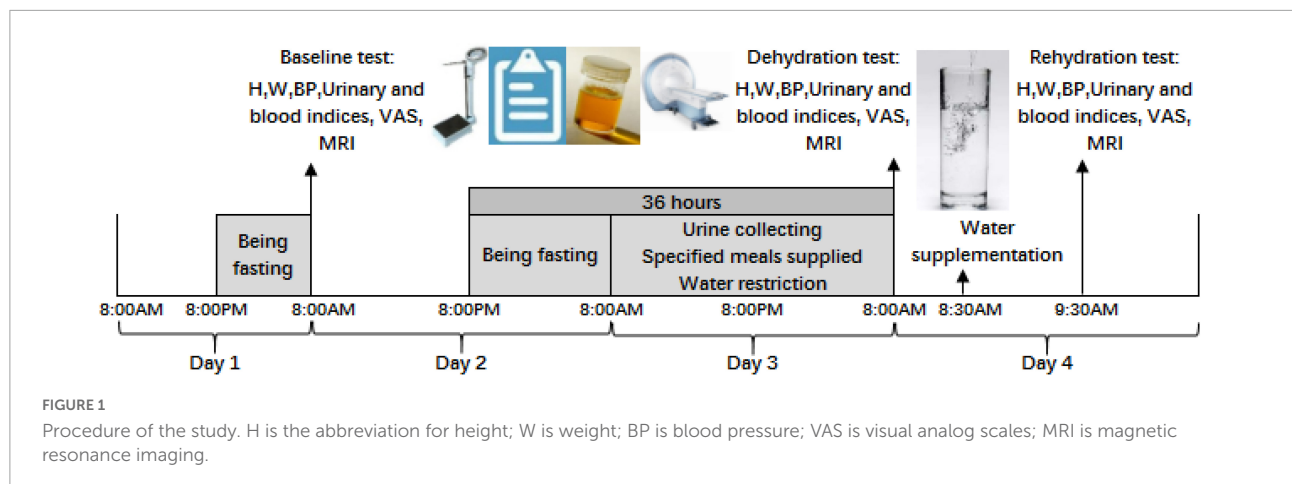 Baseline test:
H,W,BP,Urinary and
blood indices, VAS,
MRI
Dehydration test:
H,W,BP,Urinary and
blood indices, VAS,
MRI
Rehydration test:
H,W,BP,Urinary and
blood indices, VAS,
MRI
36 hours
Being
fasting
Being fasting
Urine collecting
Specified meals supplied
Water restriction
Water
supplementation
8:00AM 8:00PM 8:00AM 8:00PM 8:00AM 8:00PM 8:00AM 8:30AM 9:30AM
Day 1 Day 2 Day 3 Day 4
FIGURE 1
Procedure of the study. H is the abbreviation for height; W is weight; BP is blood pressure; VAS is visual analog scales; MRI is magnetic
resonance imaging.